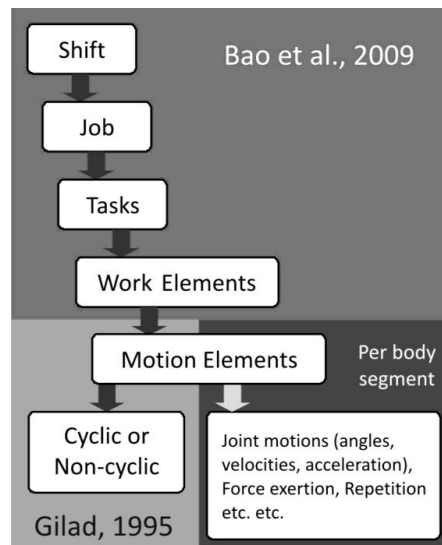 Shift
Bao et al., 2009
Job
Tasks
Work Elements
Motion Elements
Per body
segment
Cyclic or
Non-cyclic
Joint motions (angles,
velocities, acceleration),
Force exertion, Repetition
etc. etc.
Gilad, 1995